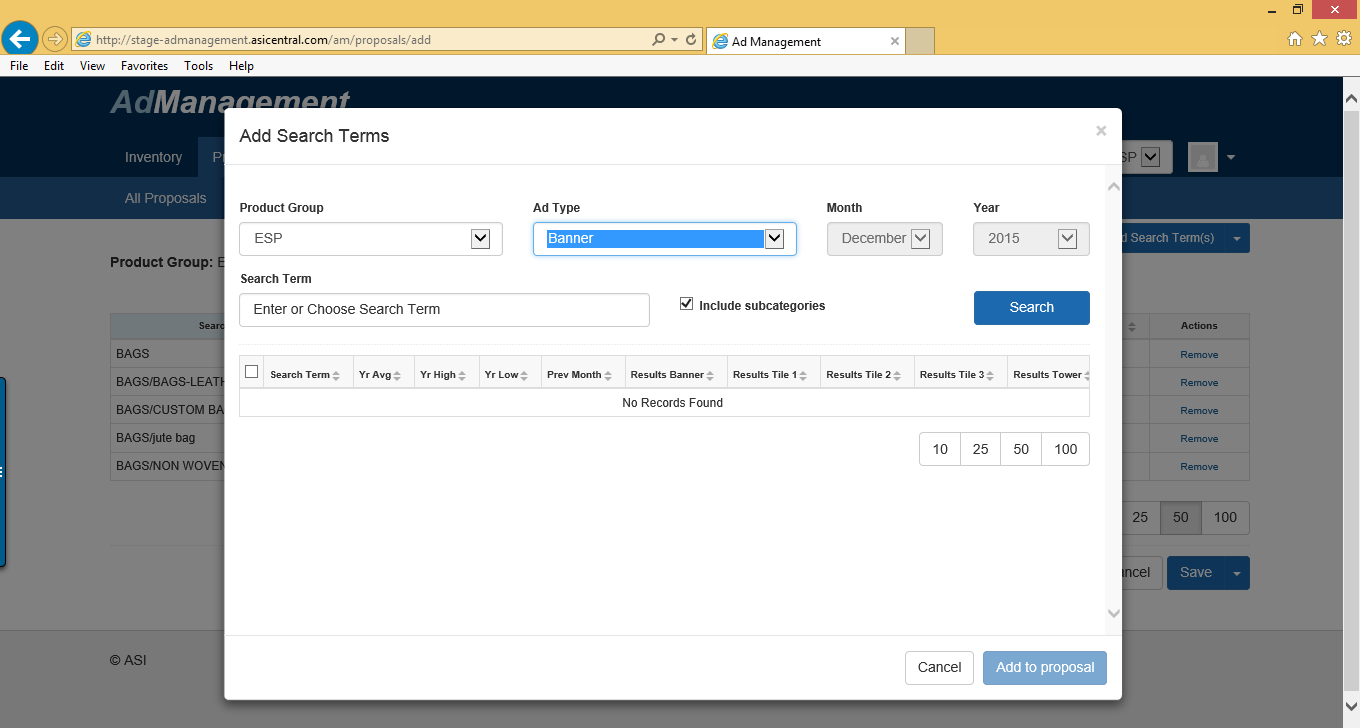 http://stage-admanagement.asicentral.com/am/proposals/add
Ad Management
File Edit View Favorites Tools Help
AdManagement
Inventory
All Proposals
Product Group:
Search Term(s)
BAGS
BAGS/BAGS-LEATH
BAGS/CUSTOM BA
BAGS/jute bag
BAGS/NON WOVEN
Actions
Remove
Remove
Remove
Remove
Remove
25 50 100
Save
© ASI
Add Search Terms
×
Product Group Ad Type Month Year
ESP Banner December 2015
Search Term
Enter or Choose Search Term Include subcategories Search
Search Term Yr Avg Yr High Yr Low Prev Month Results Banner Results Tile 1 Results Tile 2 Results Tile 3 Results Tower
No Records Found
10 25 50 100
Cancel Add to proposal